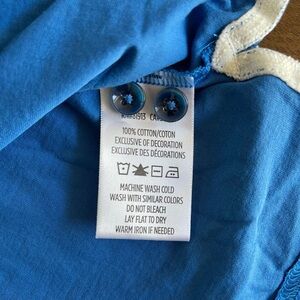 100% COTTON/COTON
EXCLUSIVE OF DECORATION
EXCLUSIVE DES DÉCORATIONS
MACHINE WASH COLD
WASH WITH SIMILAR COLORS
DO NOT BLEACH
LAY FLAT TO DRY
WARM IRON IF NEEDED